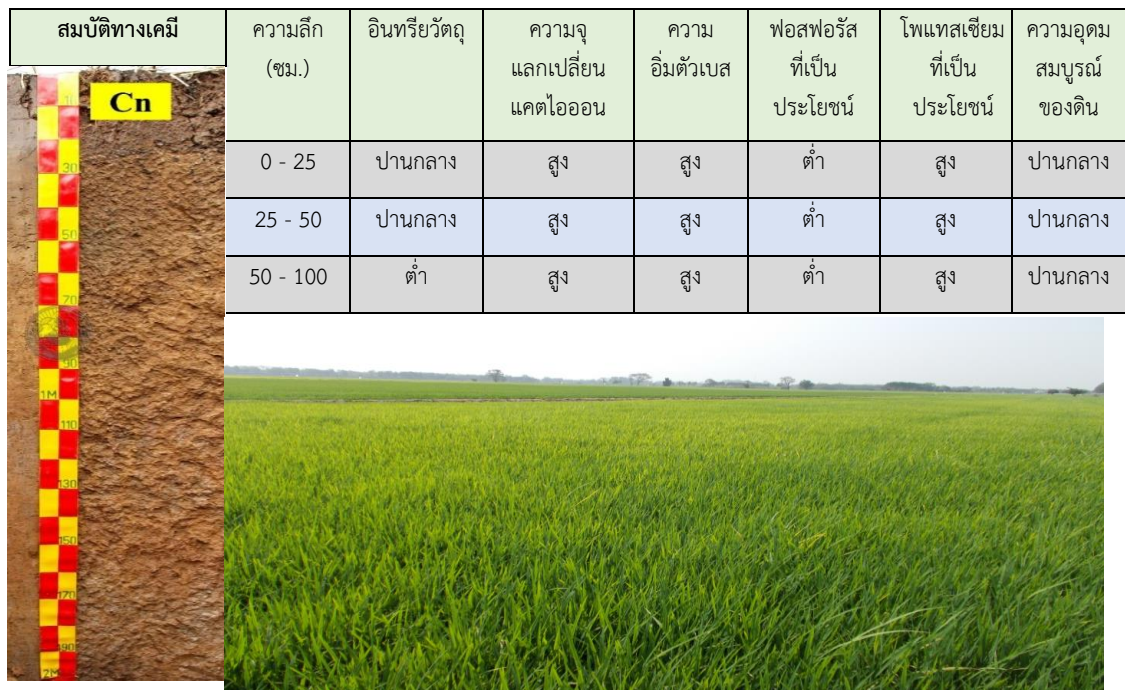 สมบัติทางเคมี
ความลึก
(ซม.)
อินทรียวัตถุ
ความจุ
แลกเปลี่ยน
แคตไอออน
ความ
อิ่มตัวเบส
ฟอสฟอรัส
ที่เป็น
ประโยชน์
โพแทสเซียม
ที่เป็น
ประโยชน์
ความอุดม
สมบูรณ์
ของดิน
0 - 25 ปานกลาง สูง สูง ต่ำ สูง ปานกลาง
25 - 50 ปานกลาง สูง สูง ต่ำ สูง ปานกลาง
50 - 100 ต่ำ สูง สูง ต่ำ สูง ปานกลาง
Cn
10
30
50
70
90
1M
110
130
150
170
190
2M